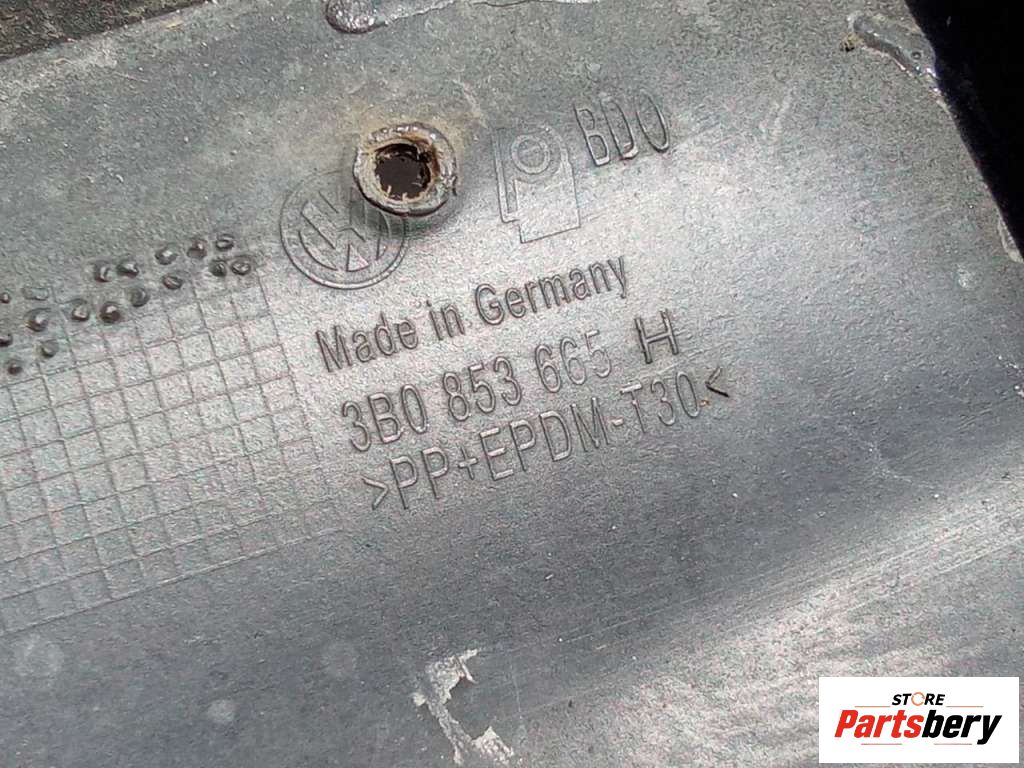 BDO
Made in Germany
3B0 853 665 H
>PP+EPDM-T30<
STORE
Partsbery